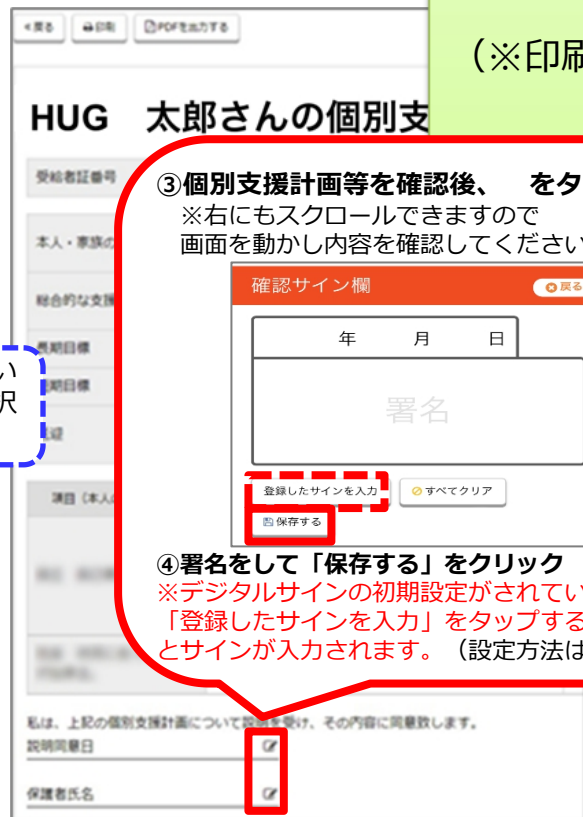 <戻る 印刷 PDFを出力する
（※印刷
HUG　太郎さんの個別支
受給者証番号
③個別支援計画等を確認後、　をタ
※右にもスクロールできますので
画面を動かし内容を確認してください
本人・家族の
確認サイン欄 戻る
総合的な支援
年　月　日
長期目標
い
期目標
沢
署名
迎
登録したサインを入力 すべてクリア
項目（本人の
保存する
④署名をして「保存する」をクリック
※デジタルサインの初期設定がされてい
「登録したサインを入力」をタップする
とサインが入力されます。（設定方法は
私は、上記の個別支援計画について説明を受け、その内容に同意致します。
説明同意日
保護者氏名